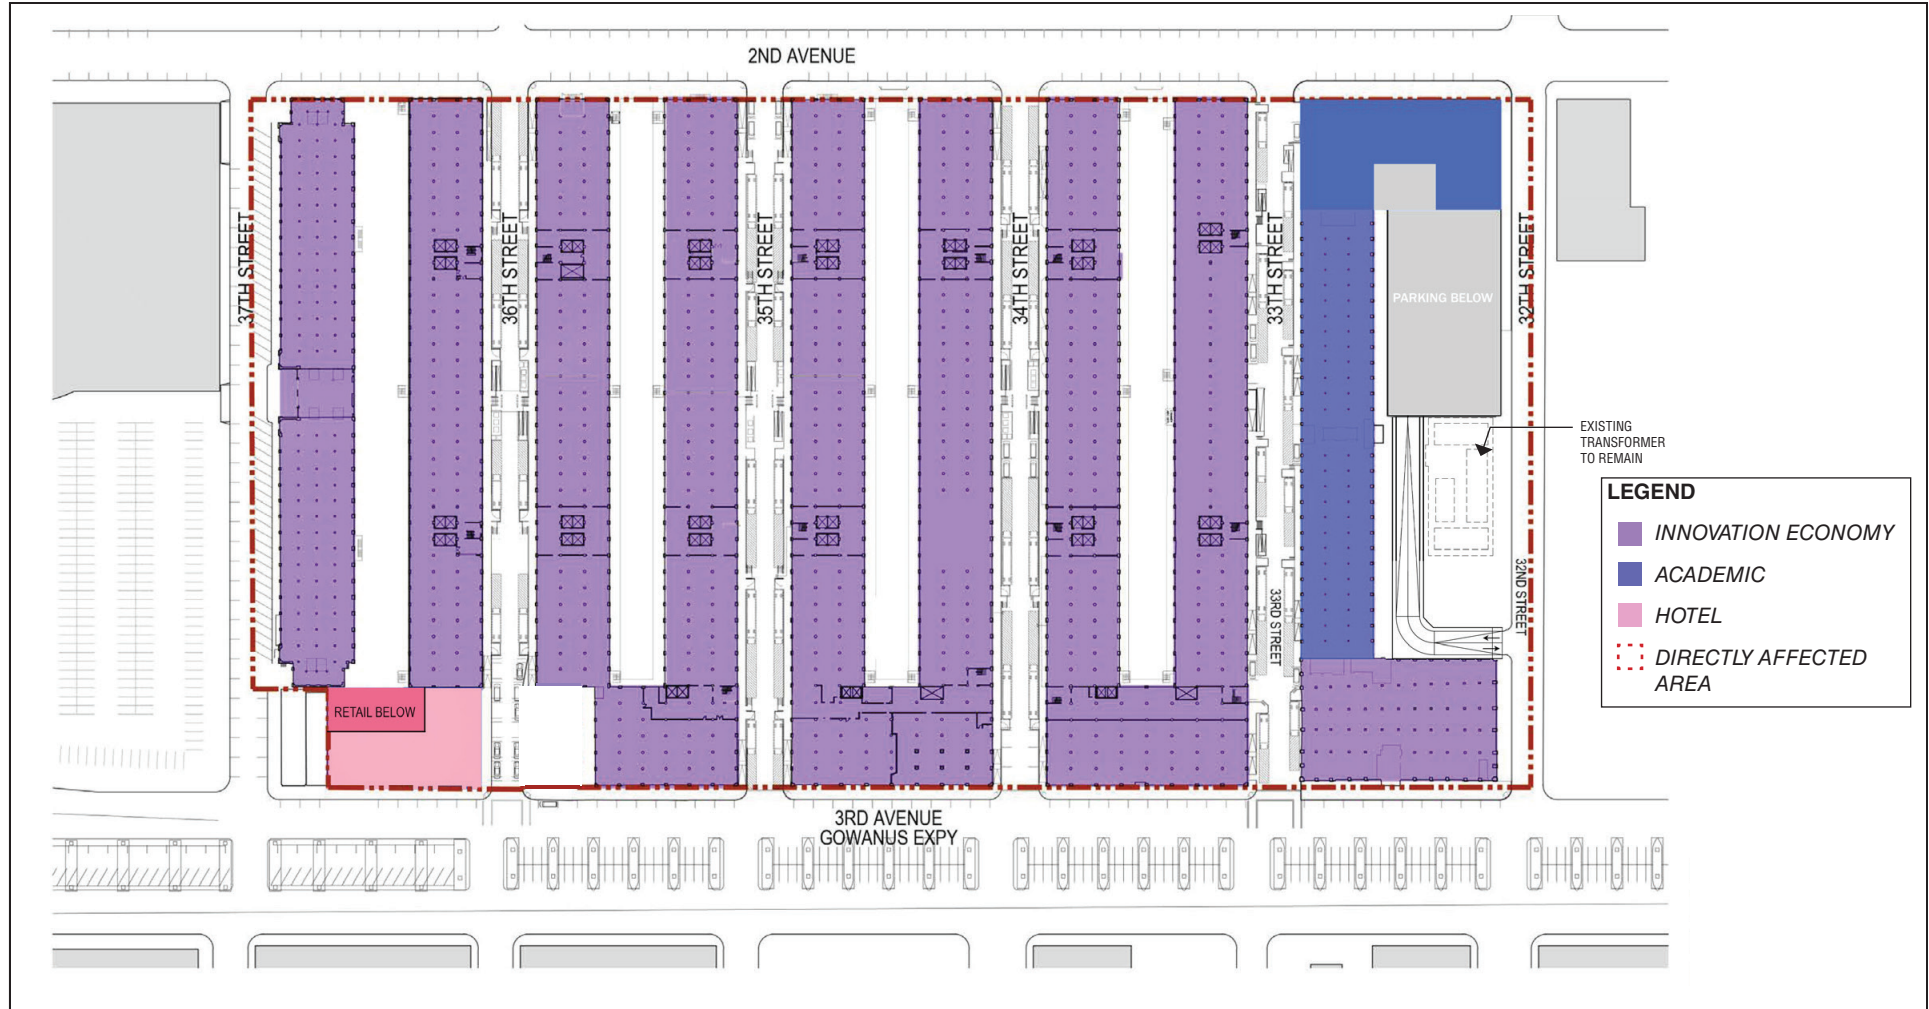 2ND AVENUE
37TH STREET
36TH STREET
35TH STREET
34TH STREET
33TH STREET
32TH STREET
PARKING BELOW
EXISTING
TRANSFORMER
TO REMAIN
LEGEND
INNOVATION ECONOMY
ACADEMIC
HOTEL
DIRECTLY AFFECTED
AREA
33RD STREET
32ND STREET
RETAIL BELOW
3RD AVENUE
GOWANUS EXPY